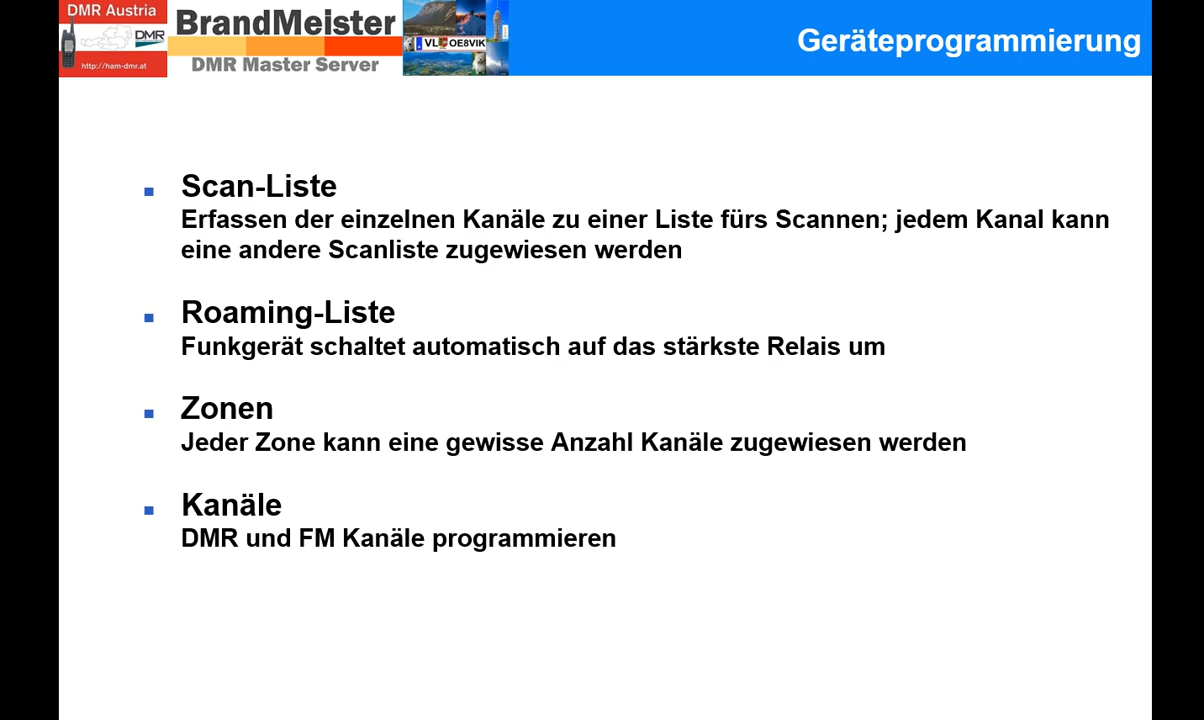 DMR Austria
DMR
http://ham-dmr.at
BrandMeister
DMR Master Server
VL OE8VIK
Geräteprogrammierung
Scan-Liste
Erfassen der einzelnen Kanäle zu einer Liste fürs Scannen; jedem Kanal kann
eine andere Scanliste zugewiesen werden
Roaming-Liste
Funkgerät schaltet automatisch auf das stärkste Relais um
Zonen
Jeder Zone kann eine gewisse Anzahl Kanäle zugewiesen werden
Kanäle
DMR und FM Kanäle programmieren